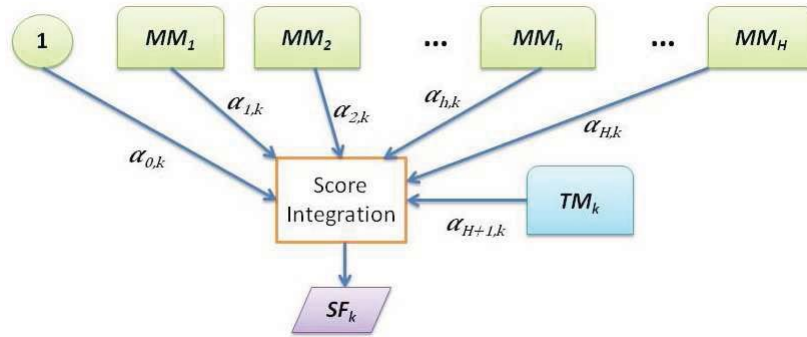 1 MM1 MM2 ... MMh ... MMH
α1,k α2,k αh,k αH,k
α0,k
Score
Integration
TMk
αH+1,k
SFk